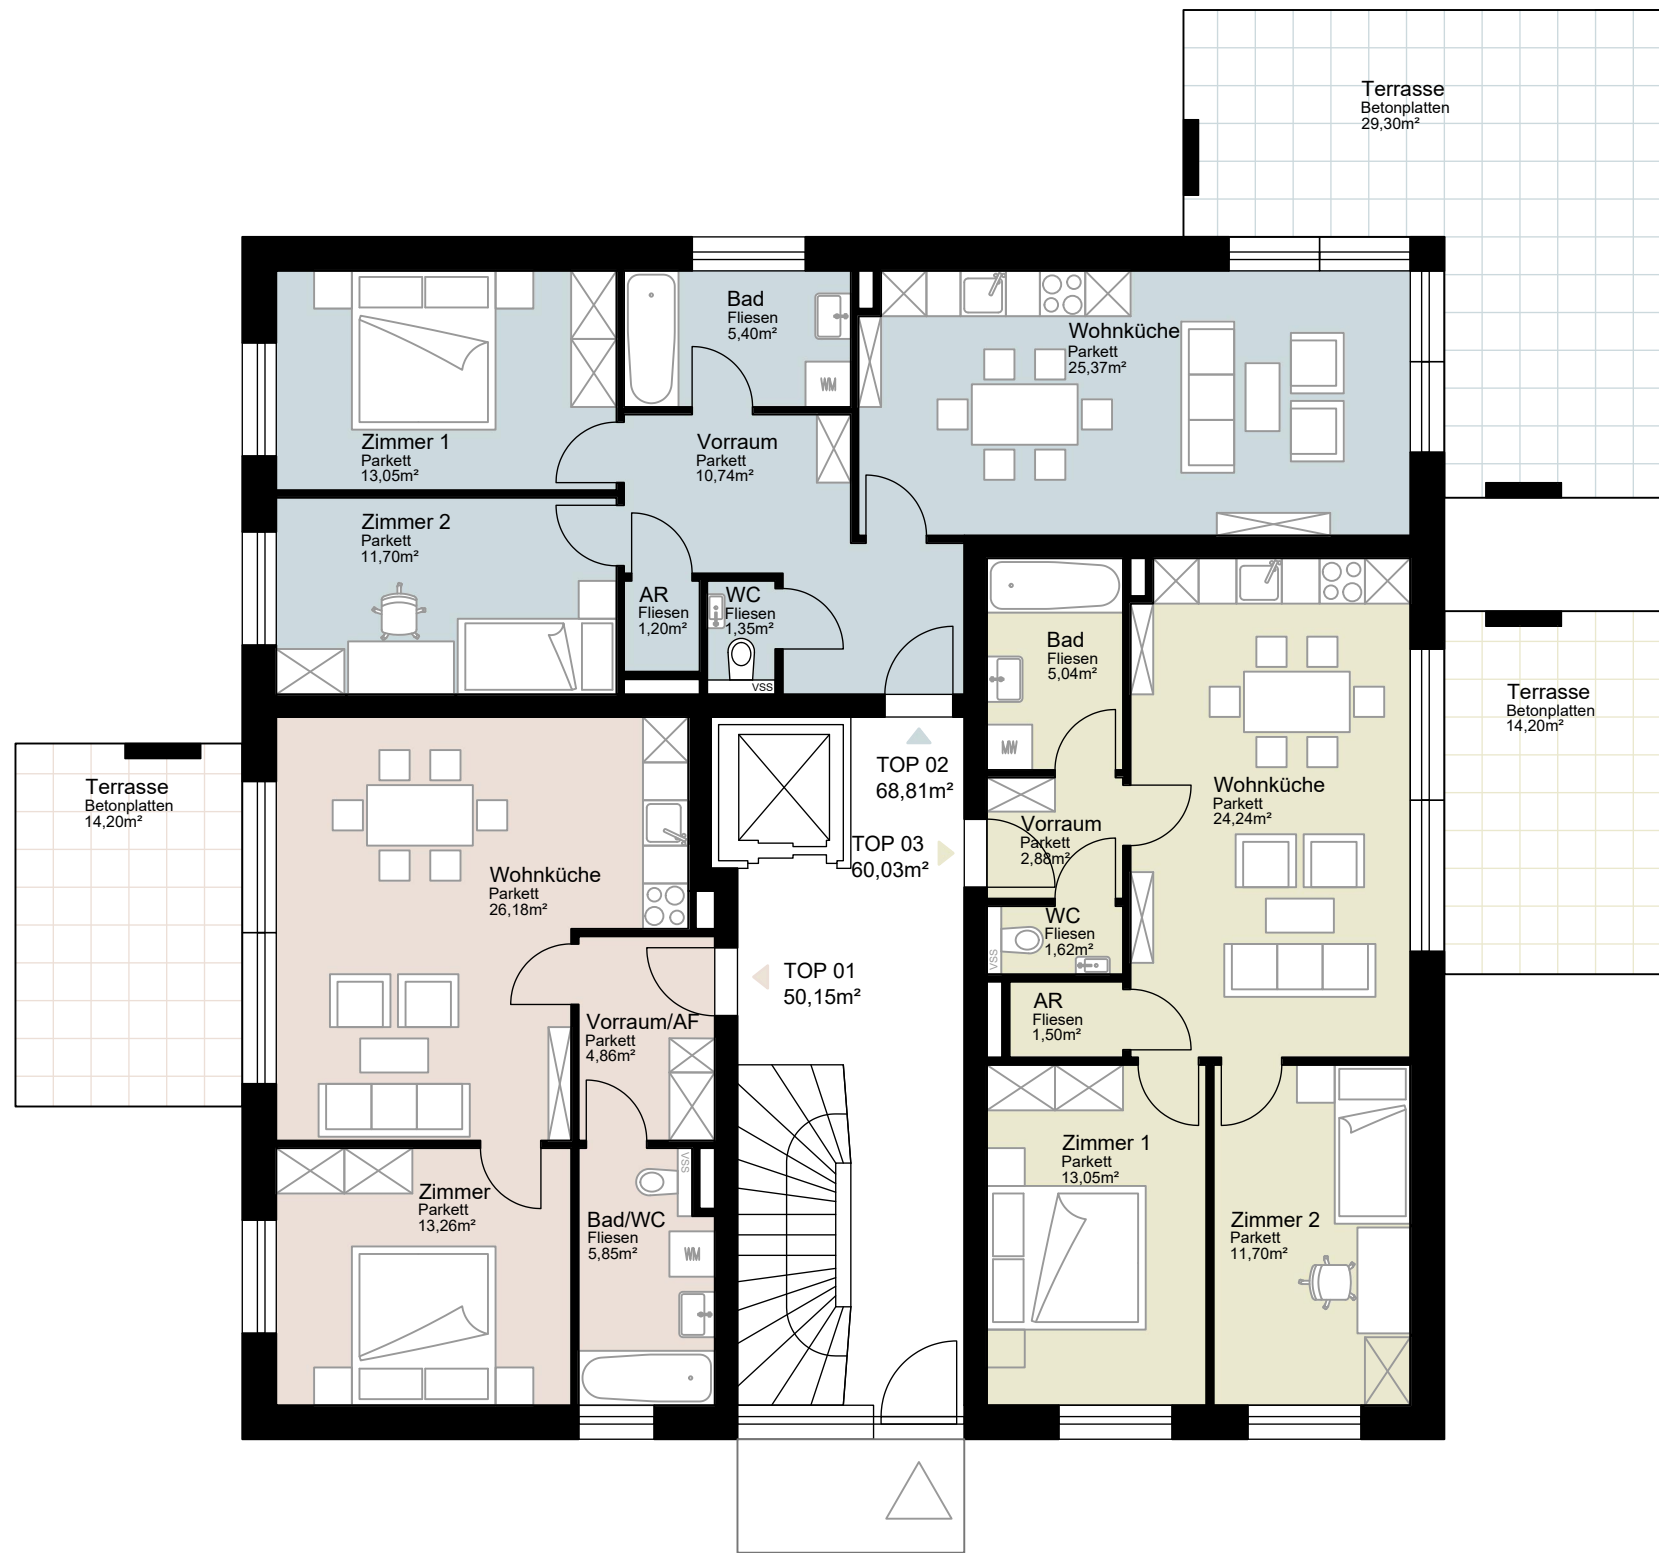 Terrasse
Betonplatten
29,30m²
Bad
Fliesen
5,40m²
WM
Wohnküche
Parkett
25,37m²
Zimmer 1
Parkett
13,05m²
Vorraum
Parkett
10,74m²
Zimmer 2
Parkett
11,70m²
AR
Fliesen
1,20m²
WC
Fliesen
1,35m²
VSS
Bad
Fliesen
5,04m²
MW
Terrasse
Betonplatten
14,20m²
Terrasse
Betonplatten
14,20m²
TOP 02
68,81m²
Wohnküche
Parkett
24,24m²
TOP 03
60,03m²
Vorraum
Parkett
2,88m²
Wohnküche
Parkett
26,18m²
WC
Fliesen
1,62m²
VSS
TOP 01
50,15m²
AR
Fliesen
1,50m²
Vorraum/AF
Parkett
4,86m²
Zimmer 1
Parkett
13,05m²
VSS
Zimmer
Parkett
13,26m²
Bad/WC
Fliesen
5,85m²
WM
Zimmer 2
Parkett
11,70m²